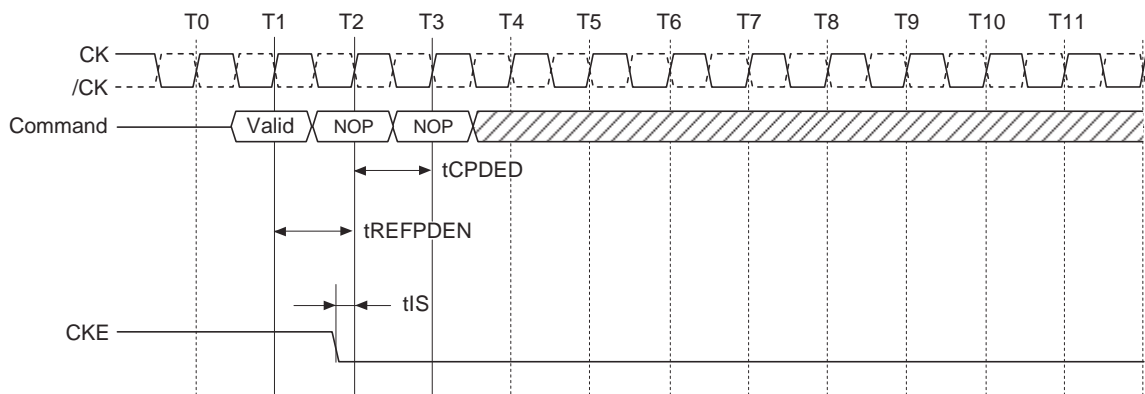 T0 T1 T2 T3 T4 T5 T6 T7 T8 T9 T10 T11
CK
/CK
Command Valid NOP NOP
tCPDED
tREFPDEN
tIS
CKE